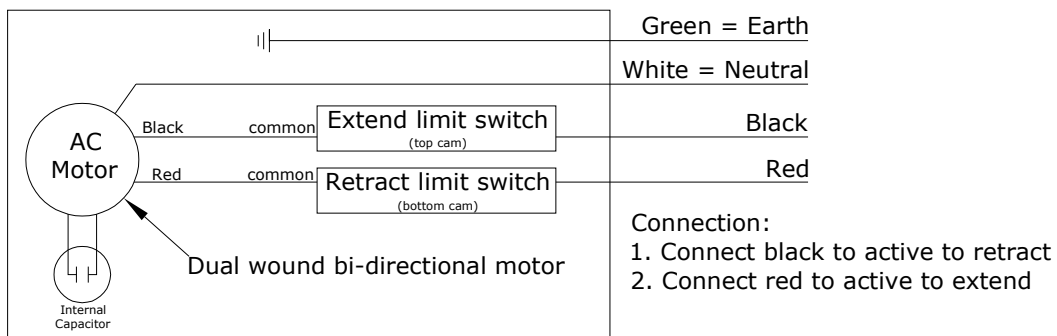 Green = Earth
White = Neutral
AC
Motor
Black
common
Extend limit switch
(top cam)
Black
Red
common
Retract limit switch
(bottom cam)
Red
Dual wound bi-directional motor
Internal
Capacitor
Connection:
1. Connect black to active to retract
2. Connect red to active to extend